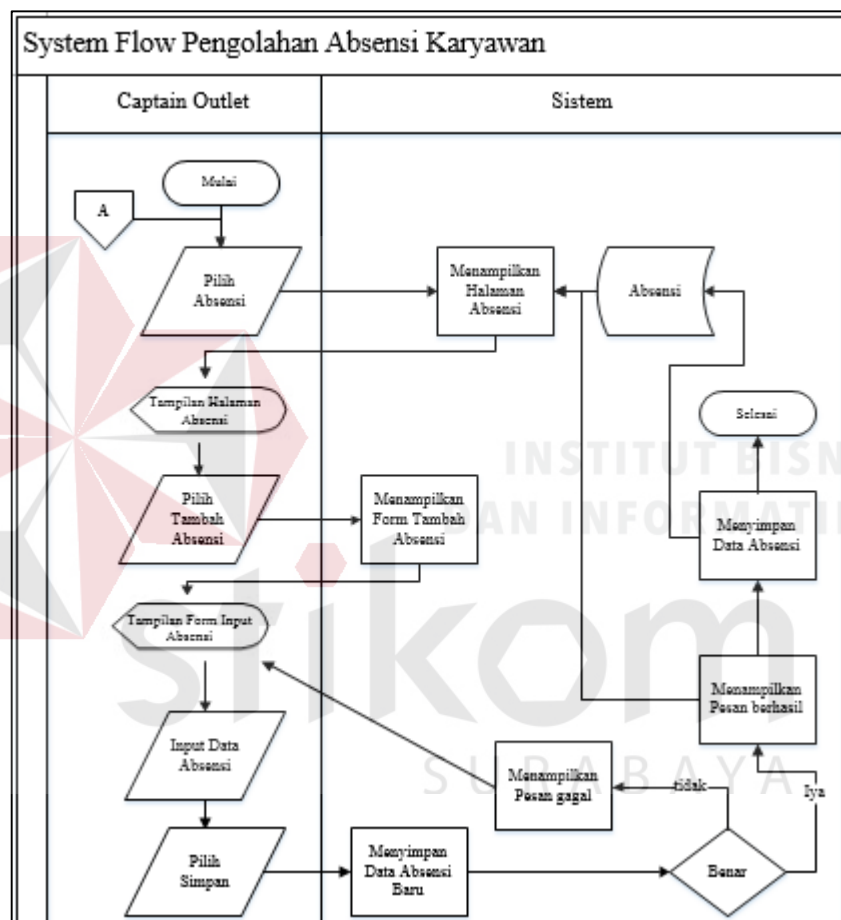 System Flow Pengolahan Absensi Karyawan
Captain Outlet
Sistem
Mulai
A
Pilih
Absensi
Menampilkan
Halaman
Absensi
Absensi
Tampilan Halaman
Absensi
Selesai
Pilih
Tambah
Absensi
Menampilkan
Form Tambah
Absensi
Menyimpan
Data Absensi
Tampilan Form Input
Absensi
Menampilkan
Pesan berhasil
Input Data
Absensi
Menampilkan
Pesan gagal
tidak
Iya
Pilih
Simpan
Menyimpan
Data Absensi
Baru
Benar
INSTITUT BISN
DAN INFORMATI
stikom
SURABAYA